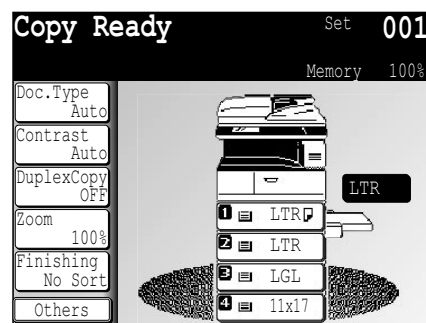 Copy Ready Set 001
Memory 100%
Doc.Type
Auto
Contrast
Auto
DuplexCopy
OFF
Zoom
100%
Finishing
No Sort
Others
LTR
1 LTR
2 LTR
3 LGL
4 11x17